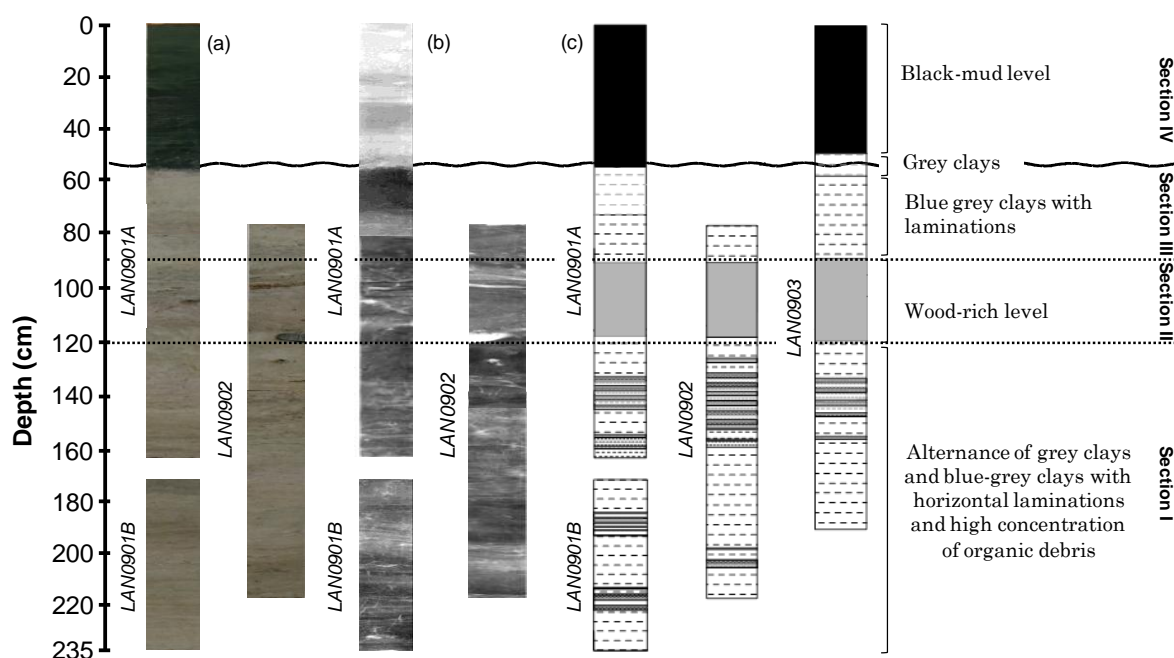 0
20
40
60
80
100
120
140
160
180
200
220
235
Depth (cm)
(a)
(b)
(c)
LAN0901A
LAN0902
LAN0901B
LAN0901A
LAN0902
LAN0901B
LAN0901A
LAN0902
LAN0901B
LAN0903
Black-mud level
Grey clays
Blue grey clays with
laminations
Wood-rich level
Alternance of grey clays
and blue-grey clays with
horizontal laminations
and high concentration
of organic debris
Section IV
Section III
Section II
Section I